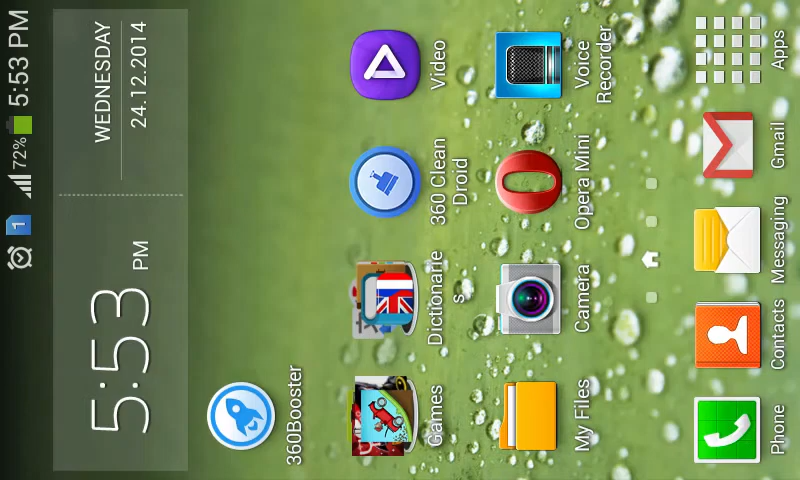 1 72% 5:53 PM
5:53 PM
WEDNESDAY
24.12.2014
360Booster
Games
Dictionarie
s
360 Clean
Droid
Video
My Files
Camera
Opera Mini
Voice
Recorder
Phone
Contacts
Messaging
Gmail
Apps